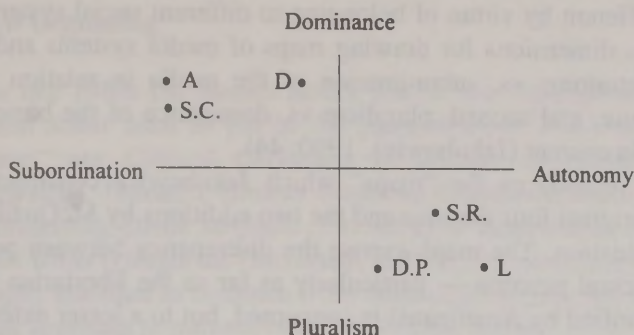 Dominance
• A D •
• S.C.
Subordination Autonomy
• S.R.
• D.P. • L
Pluralism